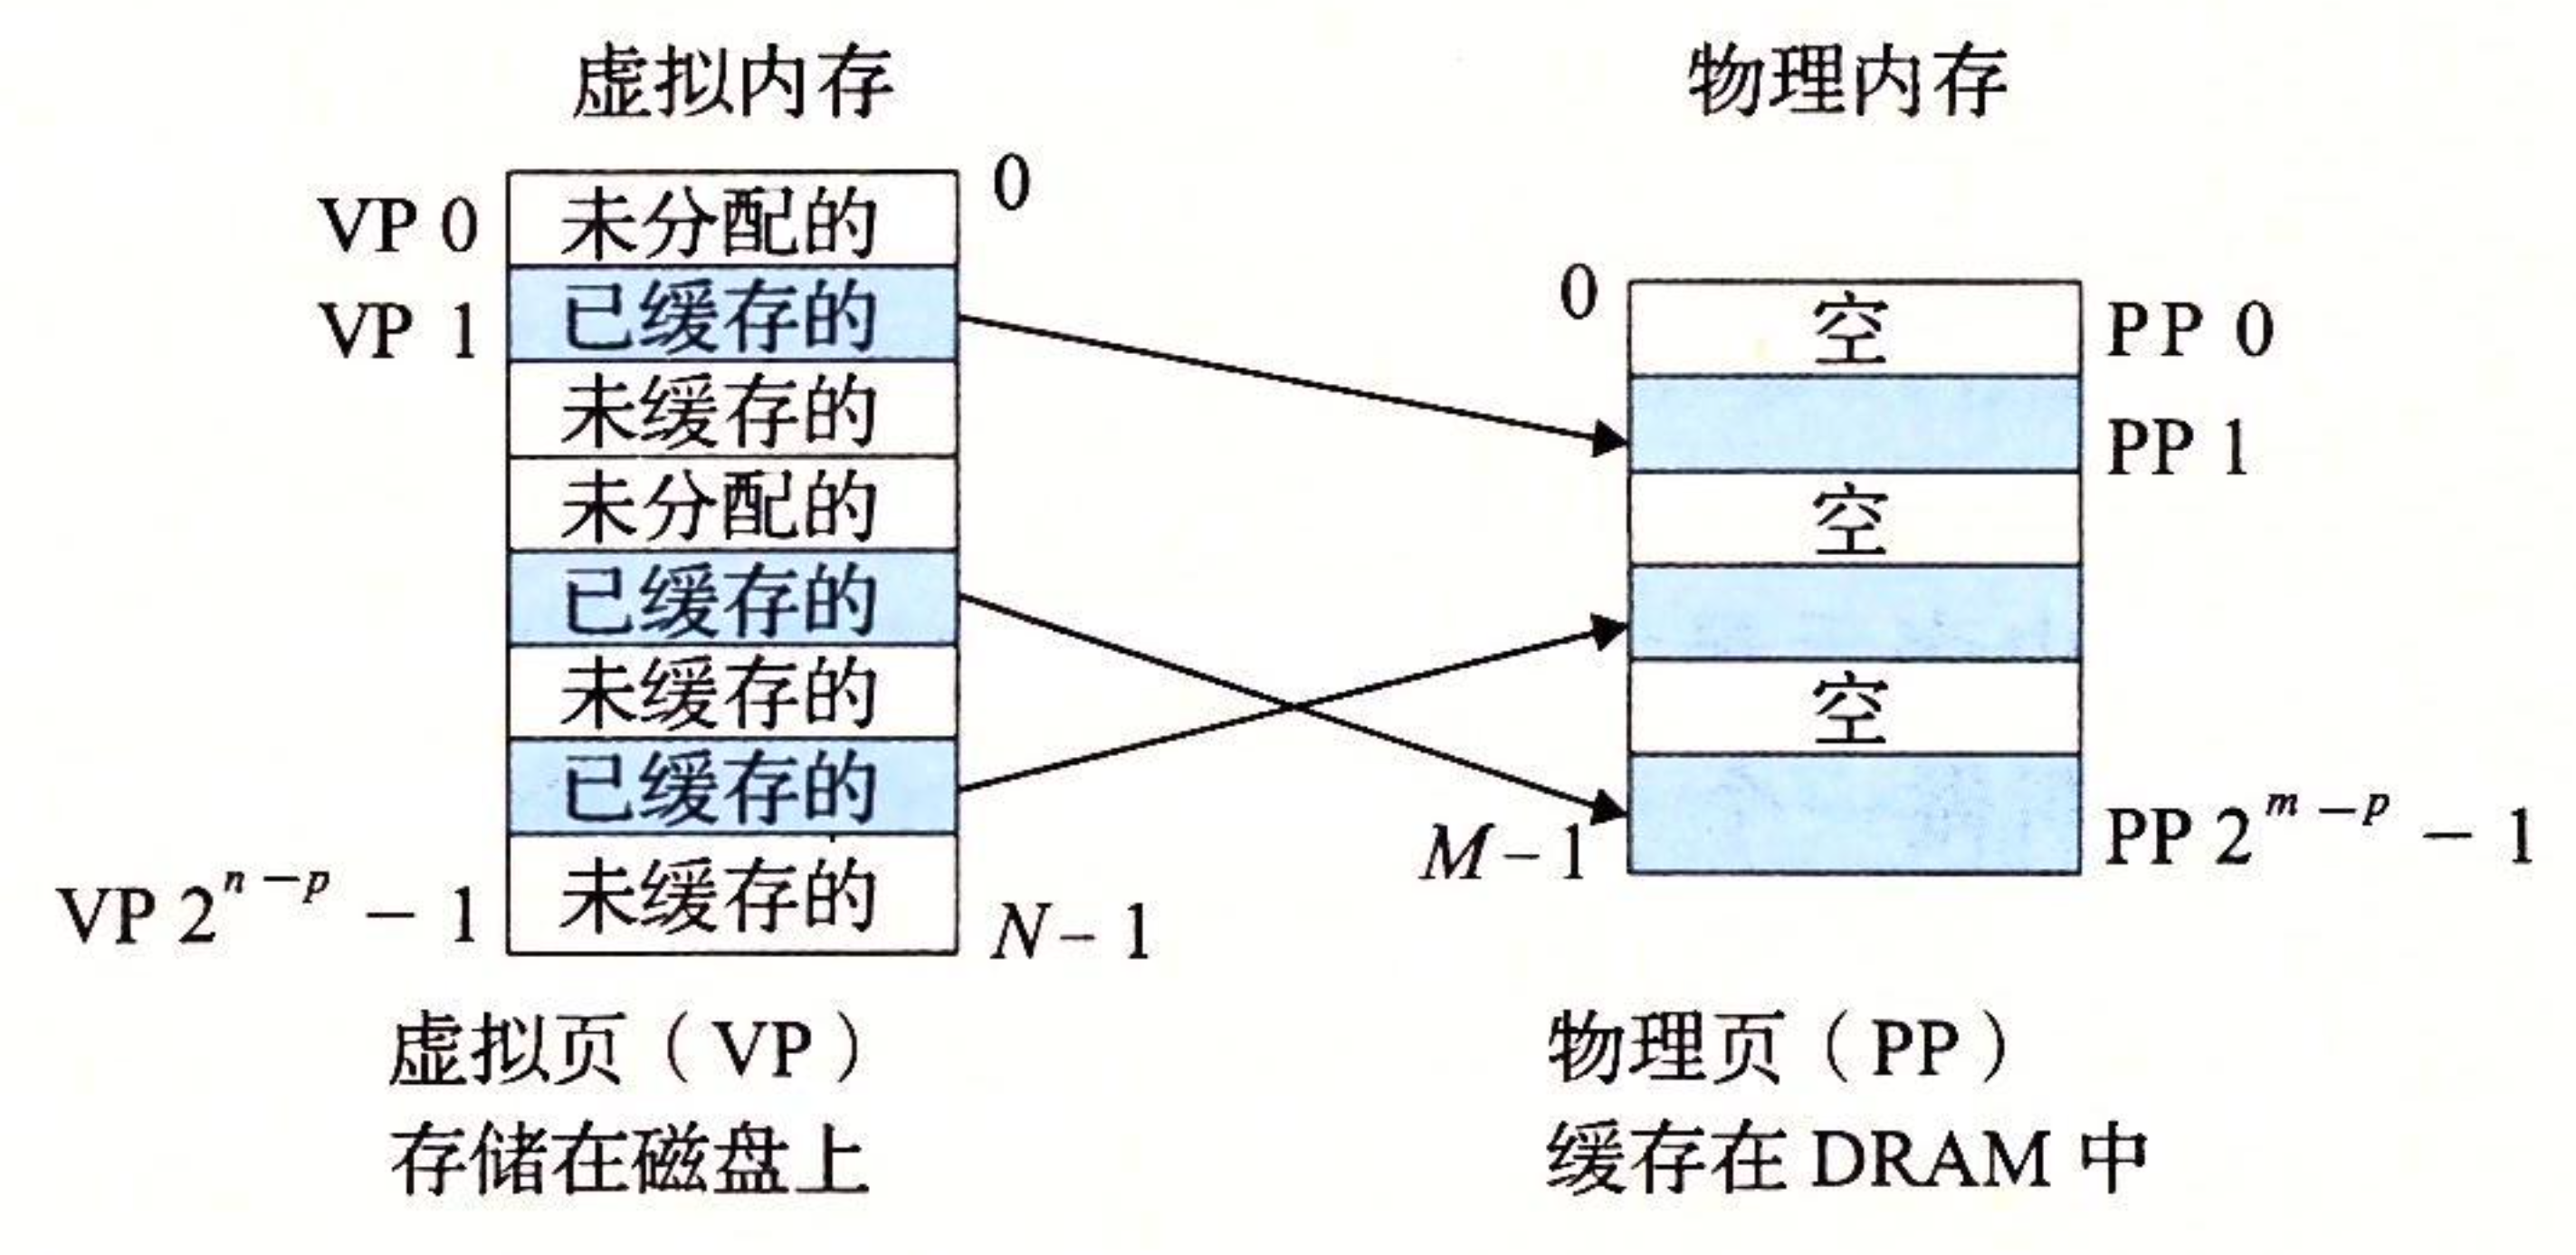 虚拟内存
物理内存
VP 0 未分配的 0
VP 1 已缓存的
未缓存的
未分配的
已缓存的
未缓存的
已缓存的
VP 2^{n-p} - 1 未缓存的 N-1
0 空 PP 0
PP 1
空
空
M-1 PP 2^{m-p} - 1
虚拟页（VP）
存储在磁盘上
物理页（PP）
缓存在 DRAM 中